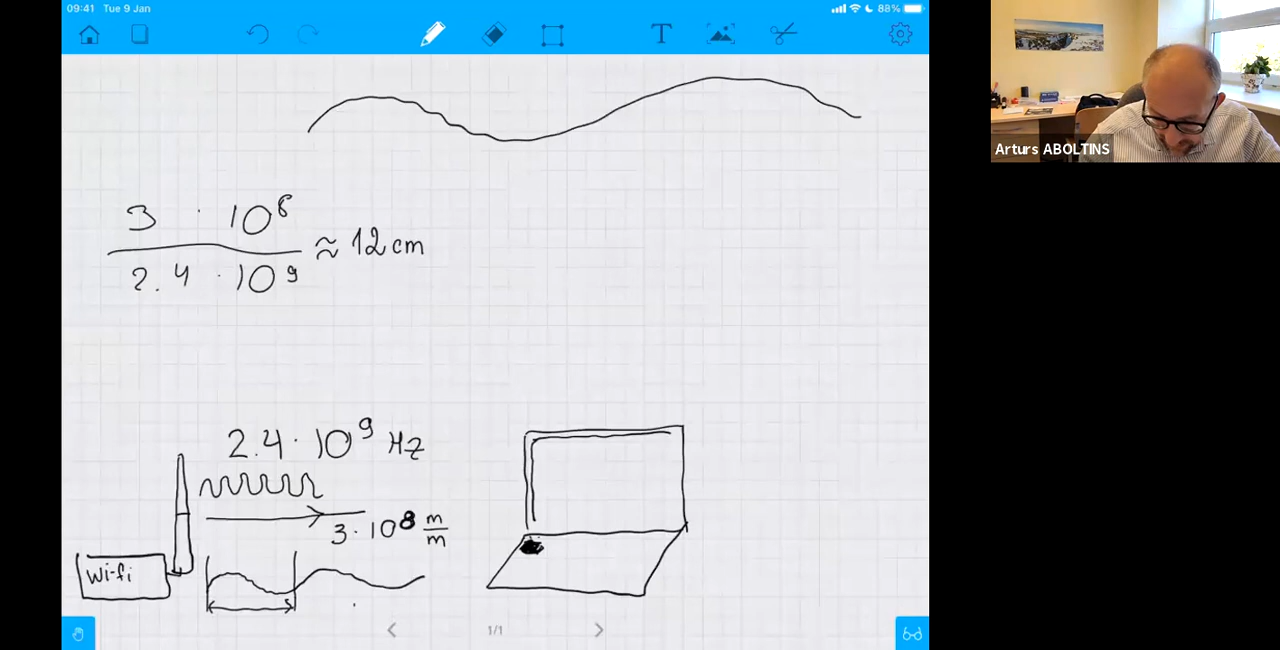 09:41 Tue 9 Jan
88%
T
Arturs ABOLTINS
3 · 10⁸
2.4 · 10⁹
≈ 12 cm
2.4 · 10⁹ Hz
3 · 10⁸ m/m
Wi-fi
1/1